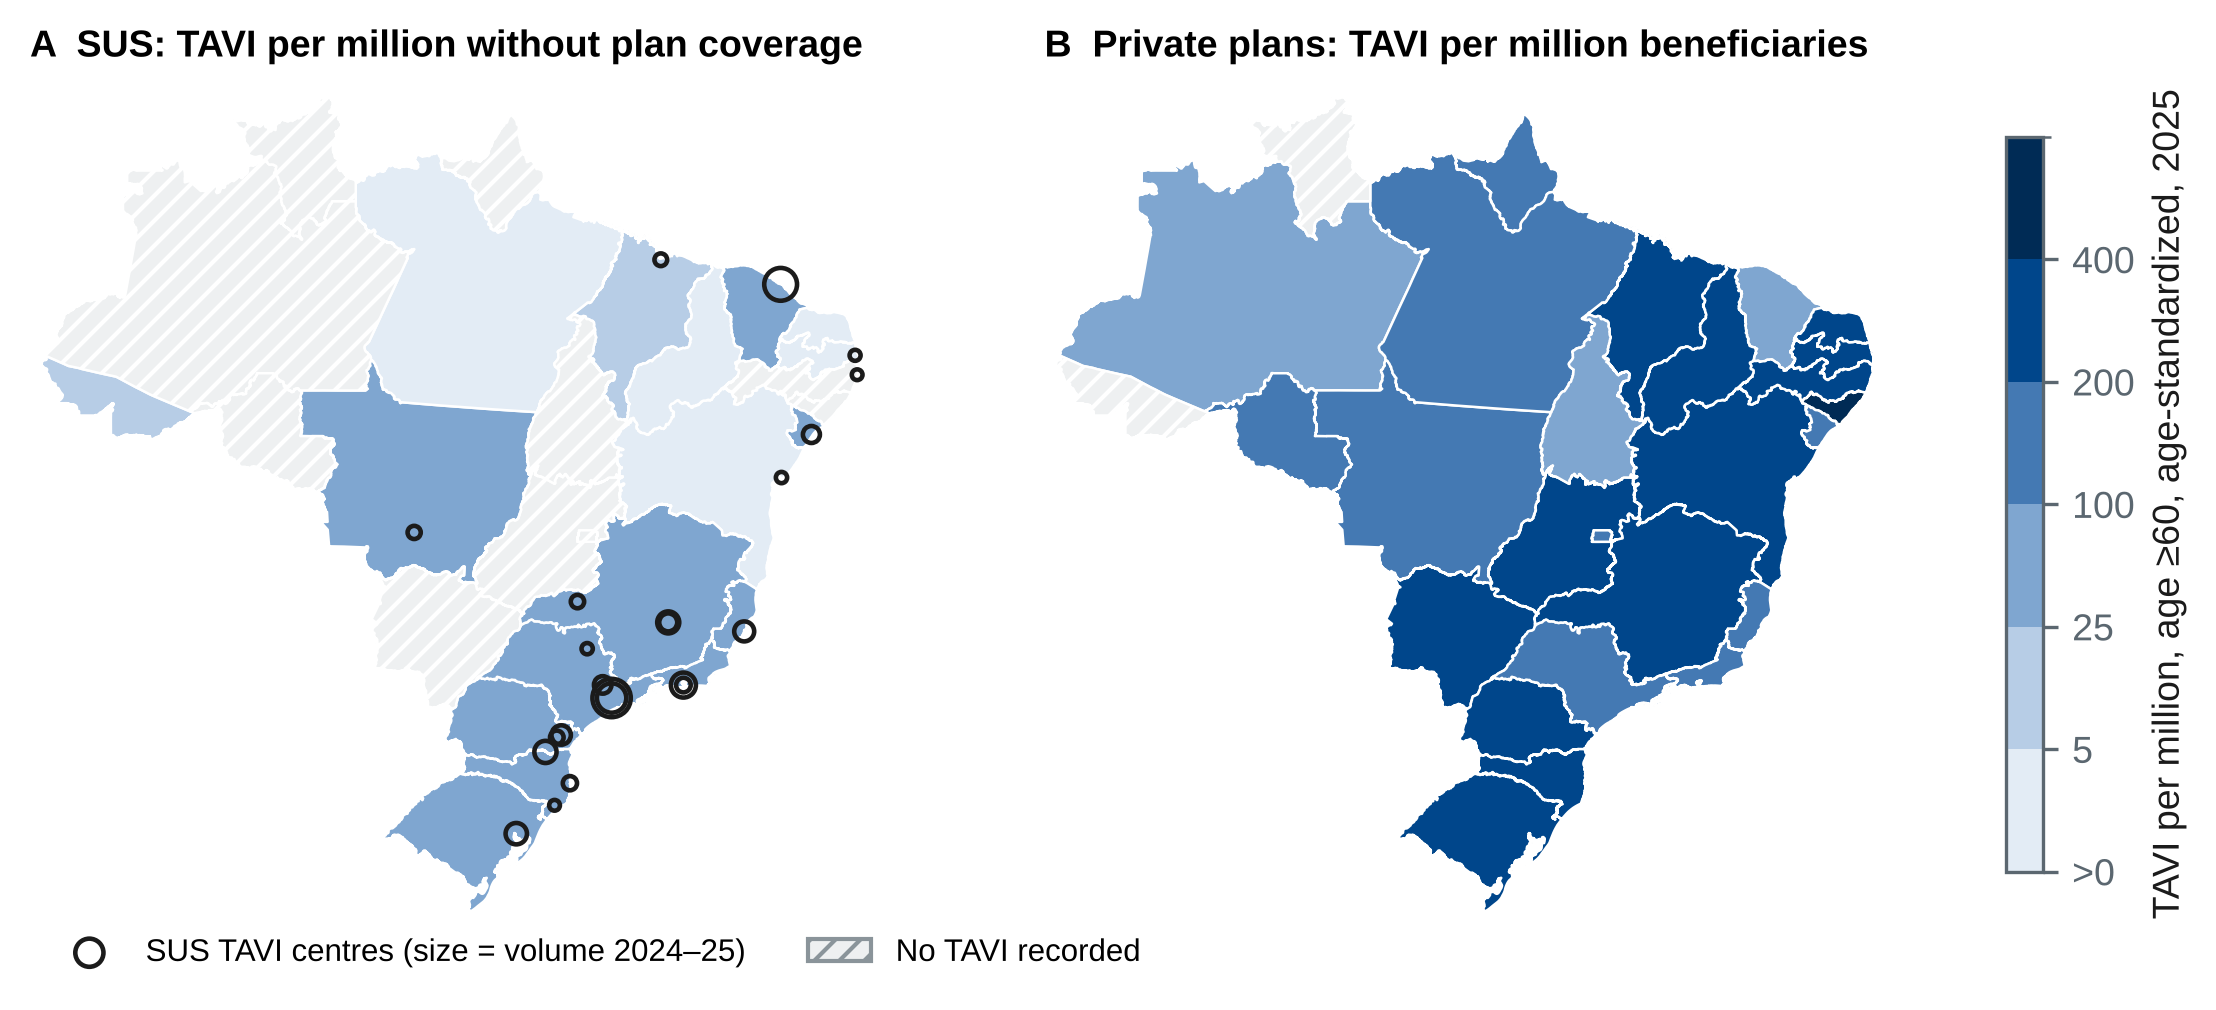 A SUS: TAVI per million without plan coverage
B Private plans: TAVI per million beneficiaries
400
200
100
25
5
>0
TAVI per million, age ≥60, age-standardized, 2025
SUS TAVI centres (size = volume 2024–25)
No TAVI recorded